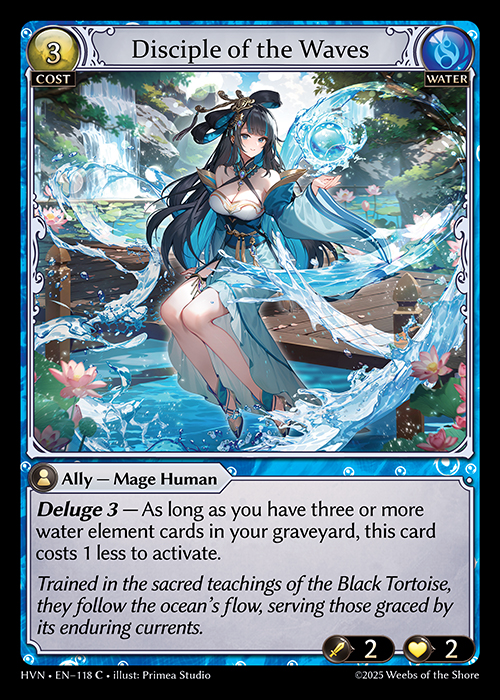 3
Disciple of the Waves
COST
WATER
Ally — Mage Human
Deluge 3 — As long as you have three or more
water element cards in your graveyard, this card
costs 1 less to activate.
Trained in the sacred teachings of the Black Tortoise,
they follow the ocean's flow, serving those graced by
its enduring currents.
2
2
HVN • EN–118 C • illust: Primea Studio
©2025 Weebs of the Shore